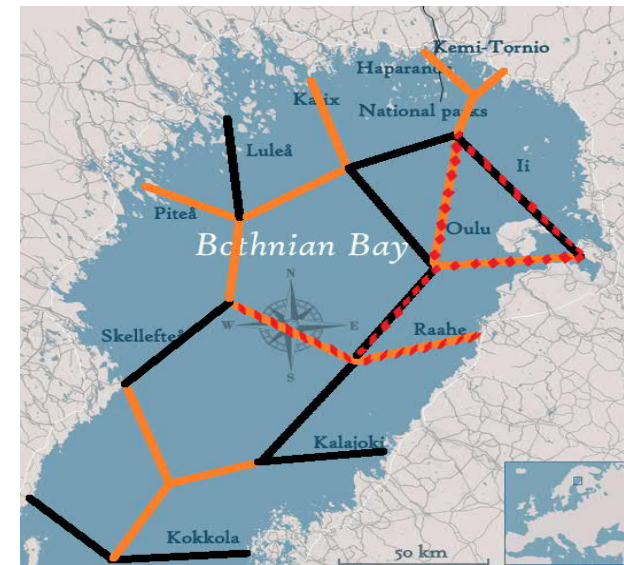 Kemi-Tornio
Haparanda
Kalix
National parks
Luleå
Ii
Piteå
Oulu
Bothnian Bay
N
W E
S
Raahe
Skellefteå
Kalajoki
Kokkola
50 km